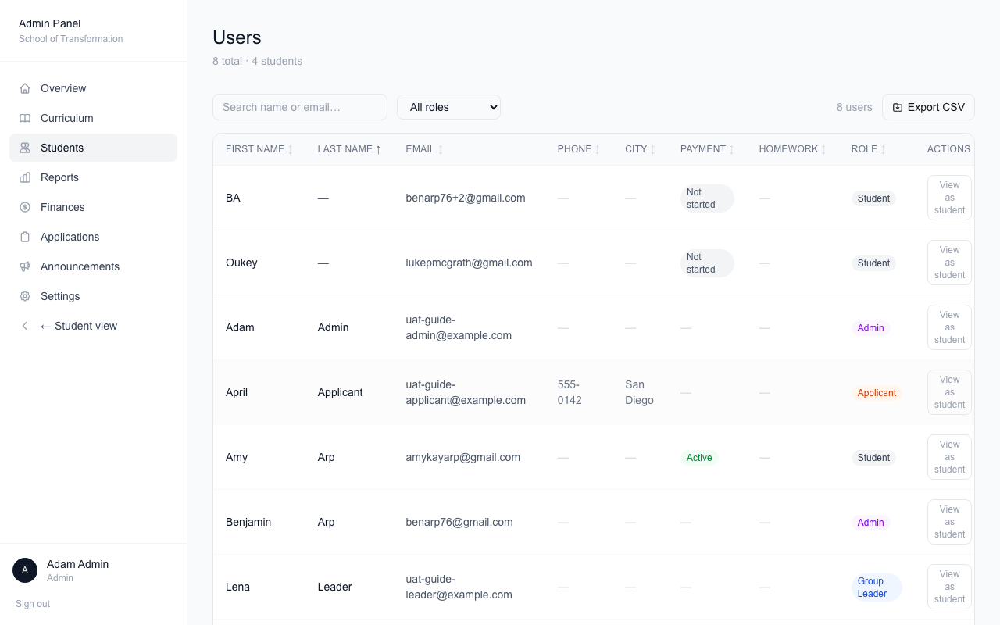 Admin Panel
School of Transformation
Overview
Curriculum
Students
Reports
Finances
Applications
Announcements
Settings
← Student view
A
Adam Admin
Admin
Sign out
Users
8 total · 4 students
Search name or email…
All roles
8 users
Export CSV
FIRST NAME ↕ LAST NAME ↑ EMAIL ↕ PHONE ↕ CITY ↕ PAYMENT ↕ HOMEWORK ↕ ROLE ↕ ACTIONS
BA — benarp76+2@gmail.com — — Not started — Student View as student
Oukey — lukepmcgrath@gmail.com — — Not started — Student View as student
Adam Admin uat-guide-admin@example.com — — — — Admin View as student
April Applicant uat-guide-applicant@example.com 555-0142 San Diego — — Applicant View as student
Amy Arp amykayarp@gmail.com — — Active — Student View as student
Benjamin Arp benarp76@gmail.com — — — — Admin View as student
Lena Leader uat-guide-leader@example.com — — — — Group Leader View as student